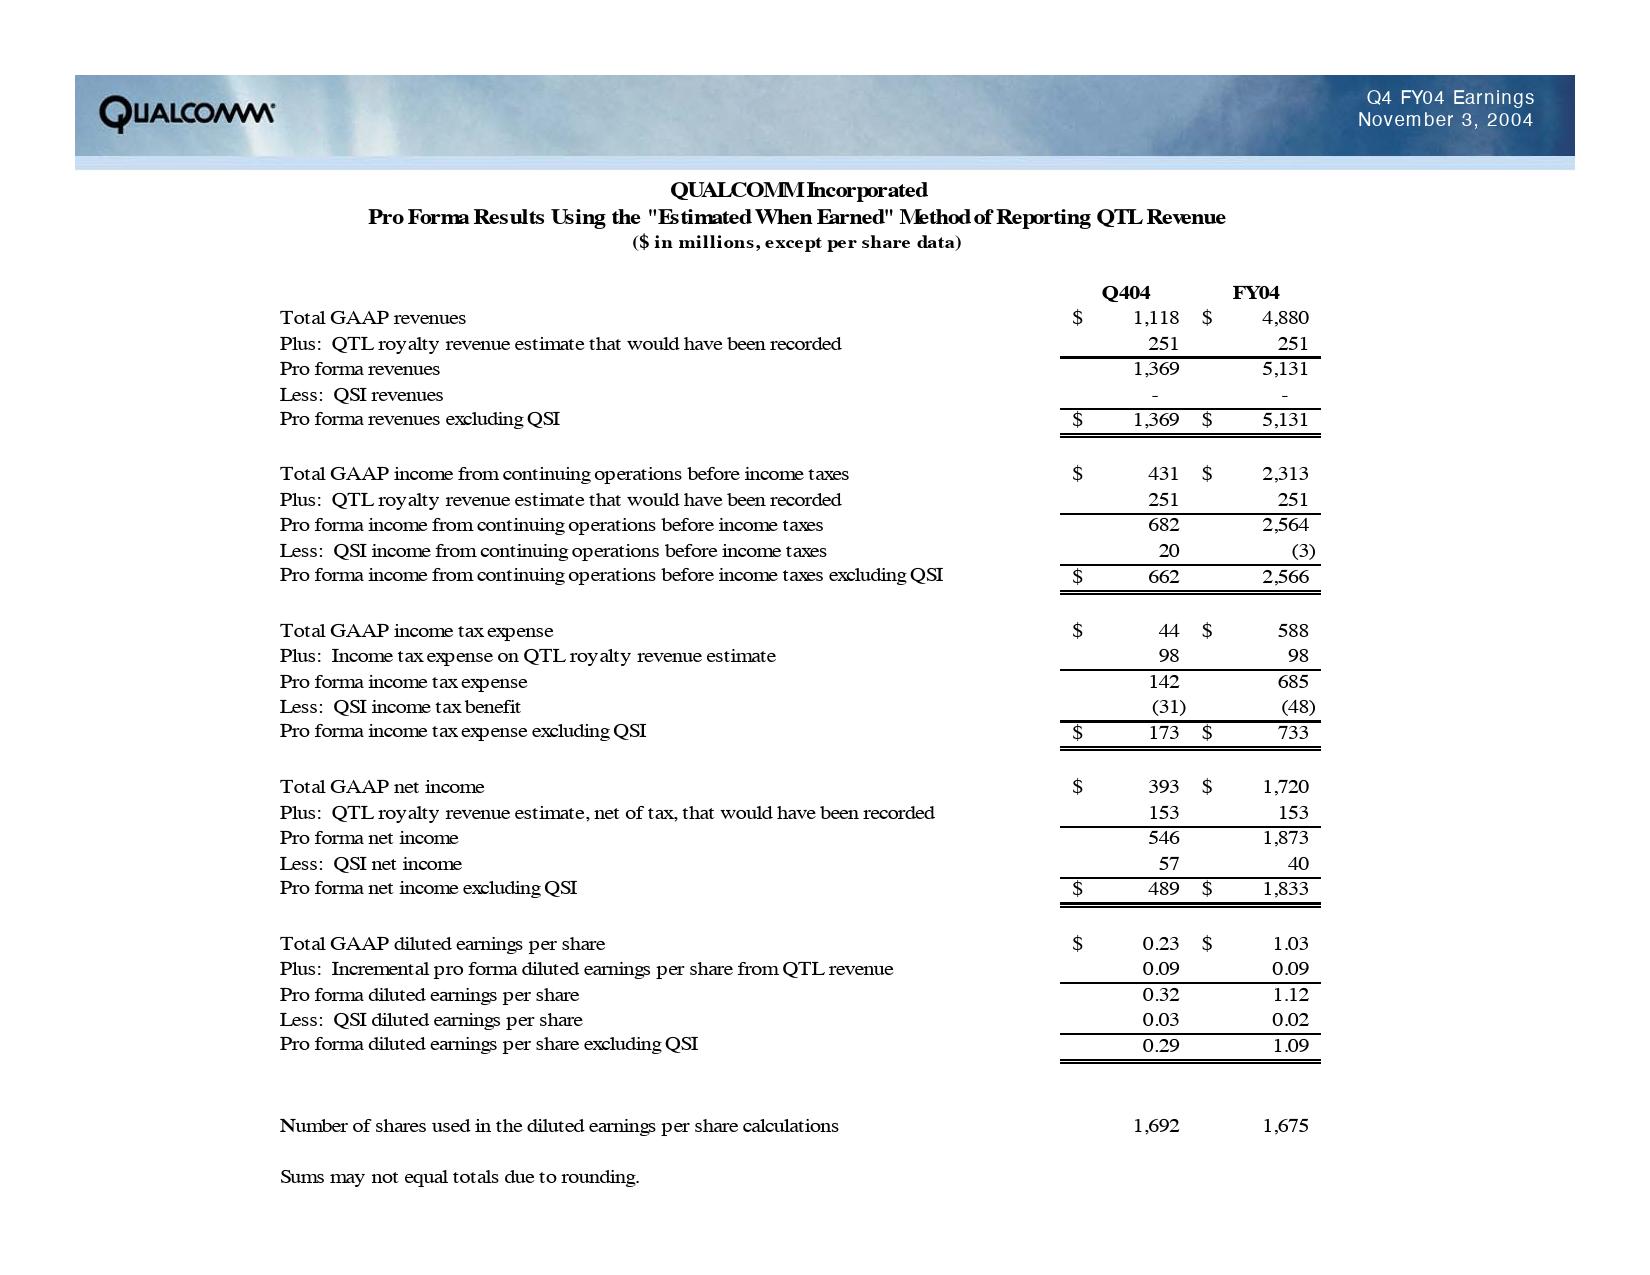 QUALCOMM
Q4 FY04 Earnings
November 3, 2004
QUALCOMM Incorporated
Pro Forma Results Using the "Estimated When Earned" Method of Reporting QTL Revenue
($ in millions, except per share data)
Q404 FY04
Total GAAP revenues $ 1,118 $ 4,880
Plus: QTL royalty revenue estimate that would have been recorded 251 251
Pro forma revenues 1,369 5,131
Less: QSI revenues - -
Pro forma revenues excluding QSI $ 1,369 $ 5,131
Total GAAP income from continuing operations before income taxes $ 431 $ 2,313
Plus: QTL royalty revenue estimate that would have been recorded 251 251
Pro forma income from continuing operations before income taxes 682 2,564
Less: QSI income from continuing operations before income taxes 20 (3)
Pro forma income from continuing operations before income taxes excluding QSI $ 662 2,566
Total GAAP income tax expense $ 44 $ 588
Plus: Income tax expense on QTL royalty revenue estimate 98 98
Pro forma income tax expense 142 685
Less: QSI income tax benefit (31) (48)
Pro forma income tax expense excluding QSI $ 173 $ 733
Total GAAP net income $ 393 $ 1,720
Plus: QTL royalty revenue estimate, net of tax, that would have been recorded 153 153
Pro forma net income 546 1,873
Less: QSI net income 57 40
Pro forma net income excluding QSI $ 489 $ 1,833
Total GAAP diluted earnings per share $ 0.23 $ 1.03
Plus: Incremental pro forma diluted earnings per share from QTL revenue 0.09 0.09
Pro forma diluted earnings per share 0.32 1.12
Less: QSI diluted earnings per share 0.03 0.02
Pro forma diluted earnings per share excluding QSI 0.29 1.09
Number of shares used in the diluted earnings per share calculations 1,692 1,675
Sums may not equal totals due to rounding.